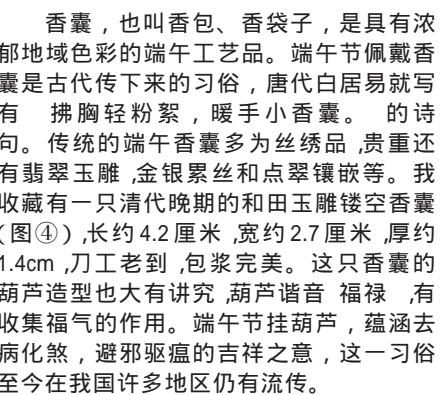 香囊，也叫香包、香袋子，是具有浓
郁地域色彩的端午工艺品。端午节佩戴香
囊是古代传下来的习俗，唐代白居易就写
有 拂胸轻粉絮，暖手小香囊。 的诗
句。传统的端午香囊多为丝绣品,贵重还
有翡翠玉雕,金银累丝和点翠镶嵌等。我
收藏有一只清代晚期的和田玉雕镂空香囊
(图④),长约4.2厘米,宽约2.7厘米,厚约
1.4cm,刀工老到,包浆完美。这只香囊的
葫芦造型也大有讲究,葫芦谐音 福禄 ,有
收集福气的作用。端午节挂葫芦，蕴涵去
病化煞，避邪驱瘟的吉祥之意，这一习俗
至今在我国许多地区仍有流传。